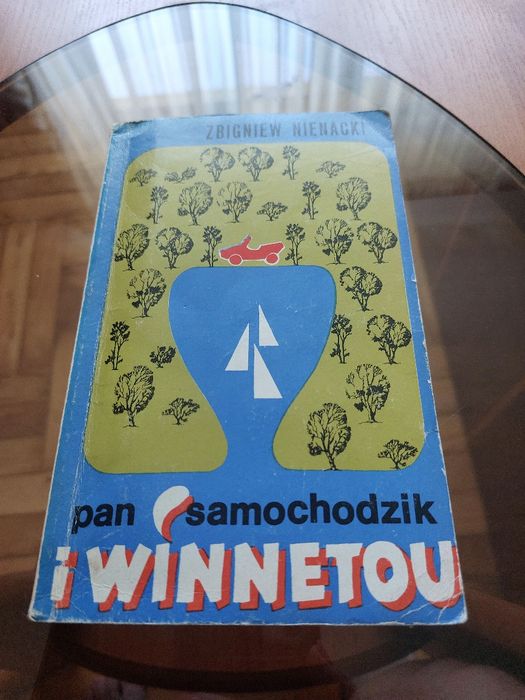 ZBIGNIEW NIENACKI
pan samochodzik
i WINNETOU